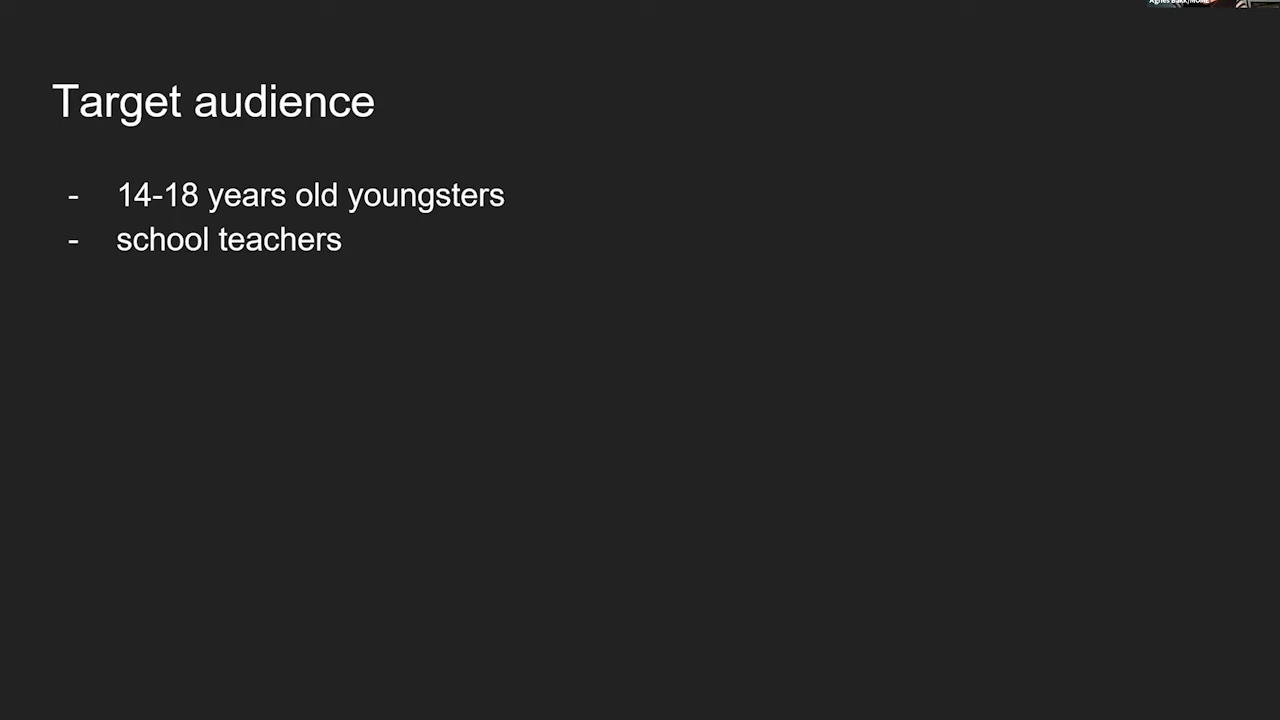 Target audience
- 14-18 years old youngsters
- school teachers